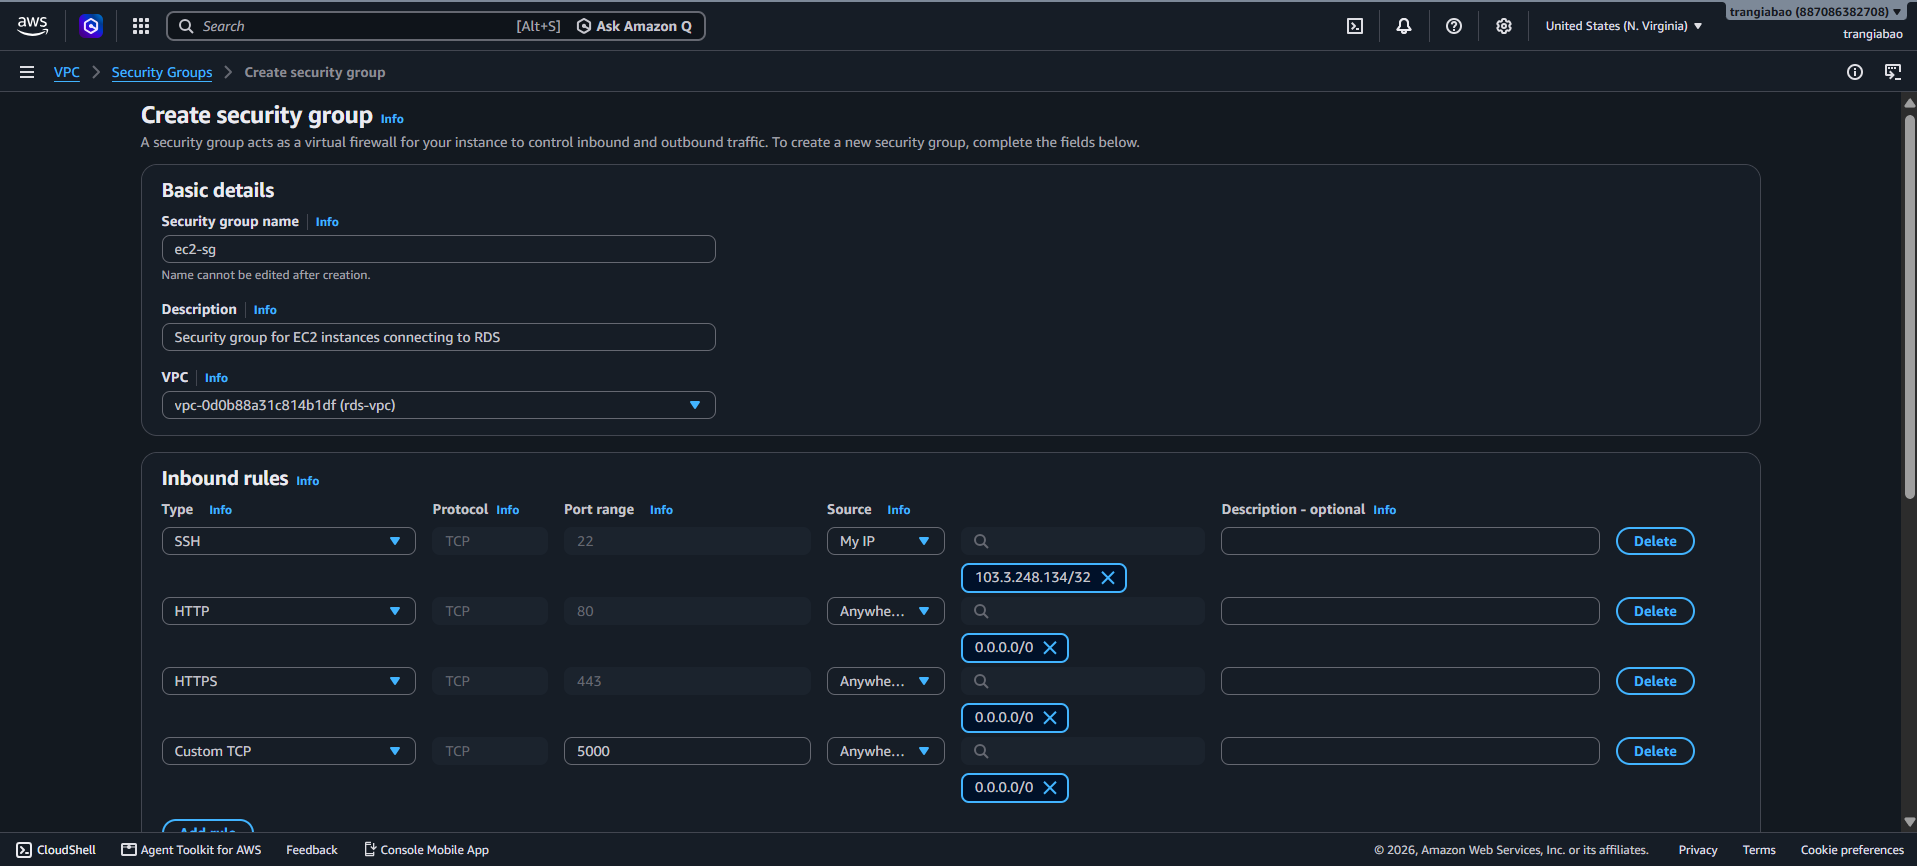 aws
Search [Alt+S] Ask Amazon Q United States (N. Virginia) trangiabao (887086382708)
trangiabao
VPC Security Groups Create security group
Create security group Info
A security group acts as a virtual firewall for your instance to control inbound and outbound traffic. To create a new security group, complete the fields below.
Basic details
Security group name Info
ec2-sg
Name cannot be edited after creation.
Description Info
Security group for EC2 instances connecting to RDS
VPC Info
vpc-0d0b88a31c814b1df (rds-vpc)
Inbound rules Info
Type Info Protocol Info Port range Info Source Info Description - optional Info
SSH TCP 22 My IP Delete
103.3.248.134/32
HTTP TCP 80 Anywhe... Delete
0.0.0.0/0
HTTPS TCP 443 Anywhe... Delete
0.0.0.0/0
Custom TCP TCP 5000 Anywhe... Delete
0.0.0.0/0
Add rule
CloudShell Agent Toolkit for AWS Feedback Console Mobile App © 2026, Amazon Web Services, Inc. or its affiliates. Privacy Terms Cookie preferences